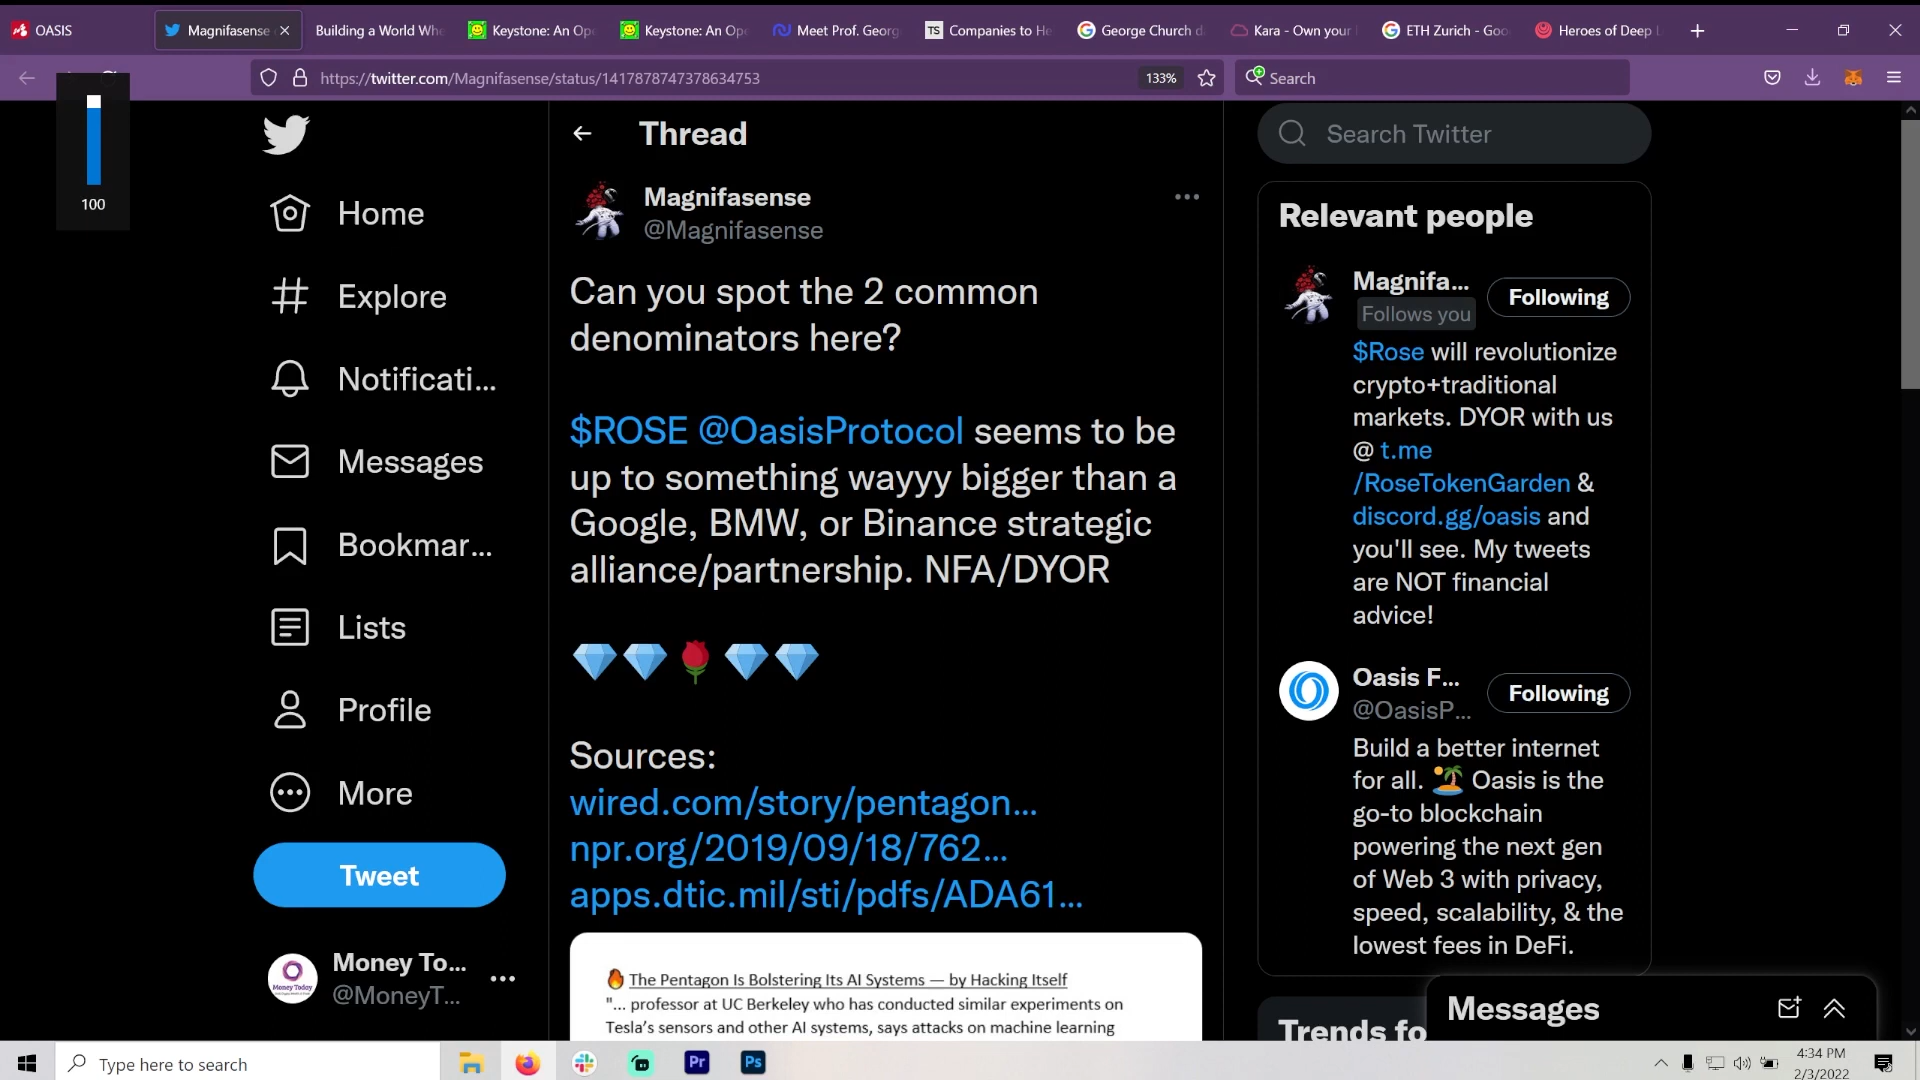 OASIS
Magnifasense
Building a World Whe
Keystone: An Ope
Keystone: An Ope
Meet Prof. Georg
Companies to He
George Church d
Kara - Own your
ETH Zurich - Goo
Heroes of Deep L
https://twitter.com/Magnifasense/status/1417878747378634753
133%
Search
100
Home
Explore
Notificati...
Messages
Bookmar...
Lists
Profile
More
Tweet
Money To...
@MoneyT...
Thread
Magnifasense
@Magnifasense
Can you spot the 2 common
denominators here?
$ROSE @OasisProtocol seems to be
up to something wayyy bigger than a
Google, BMW, or Binance strategic
alliance/partnership. NFA/DYOR
💎💎🌹💎💎
Sources:
wired.com/story/pentagon...
npr.org/2019/09/18/762...
apps.dtic.mil/sti/pdfs/ADA61...
🔥 The Pentagon Is Bolstering Its AI Systems — by Hacking Itself
"... professor at UC Berkeley who has conducted similar experiments on
Tesla's sensors and other AI systems, says attacks on machine learning
Search Twitter
Relevant people
Magnifa...
Following
Follows you
$Rose will revolutionize
crypto+traditional
markets. DYOR with us
@ t.me
/RoseTokenGarden &
discord.gg/oasis and
you'll see. My tweets
are NOT financial
advice!
Oasis F...
Following
@OasisP...
Build a better internet
for all. 🏝️ Oasis is the
go-to blockchain
powering the next gen
of Web 3 with privacy,
speed, scalability, & the
lowest fees in DeFi.
Trends fo
Messages
Type here to search
Pr
Ps
4:34 PM
2/3/2022